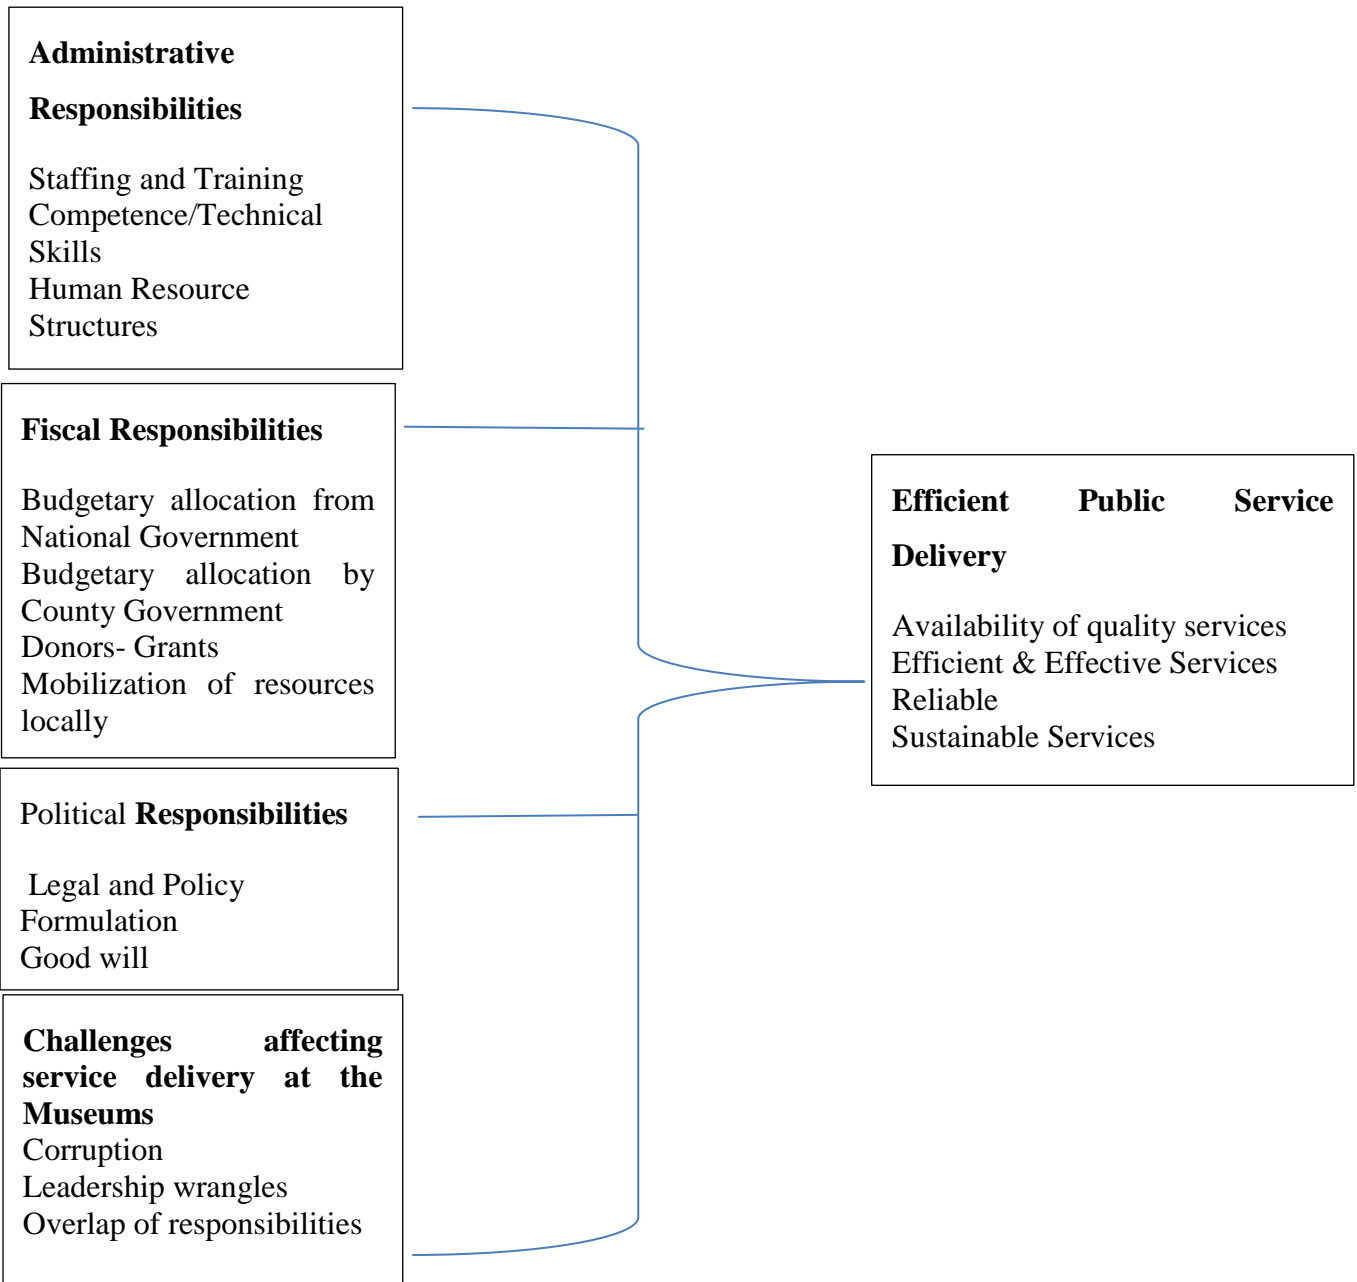 Administrative
Responsibilities
Staffing and Training
Competence/Technical
Skills
Human Resource
Structures
Fiscal Responsibilities
Budgetary allocation from
National Government
Budgetary allocation by
County Government
Donors- Grants
Mobilization of resources
locally
Political Responsibilities
Legal and Policy
Formulation
Good will
Challenges affecting
service delivery at the
Museums
Corruption
Leadership wrangles
Overlap of responsibilities
Efficient Public Service
Delivery
Availability of quality services
Efficient & Effective Services
Reliable
Sustainable Services